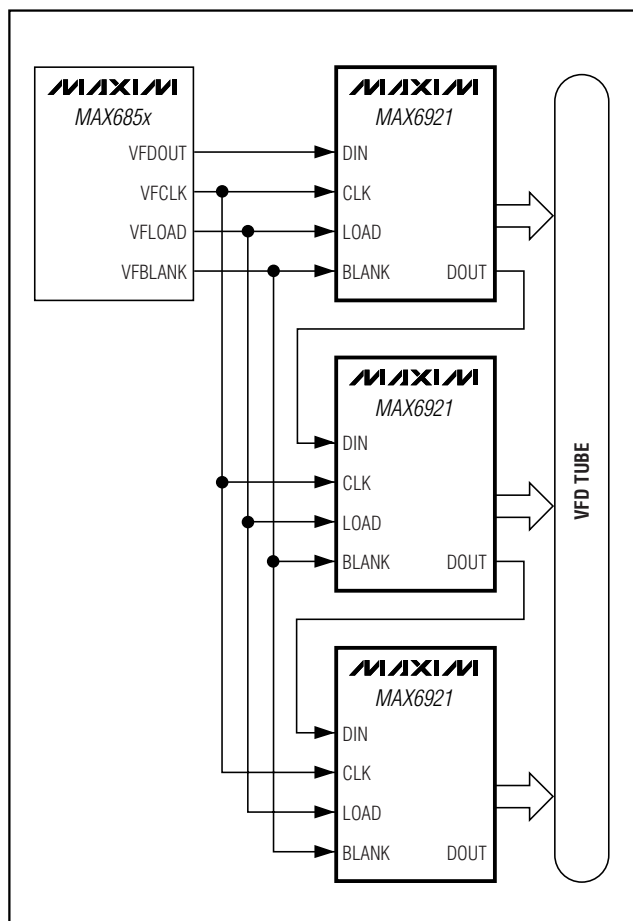 MAXIM
MAX685x
VFDOUT
VFCLK
VFLOAD
VFBLANK
MAXIM
MAX6921
DIN
CLK
LOAD
BLANK DOUT
MAXIM
MAX6921
DIN
CLK
LOAD
BLANK DOUT
MAXIM
MAX6921
DIN
CLK
LOAD
BLANK DOUT
VFD TUBE